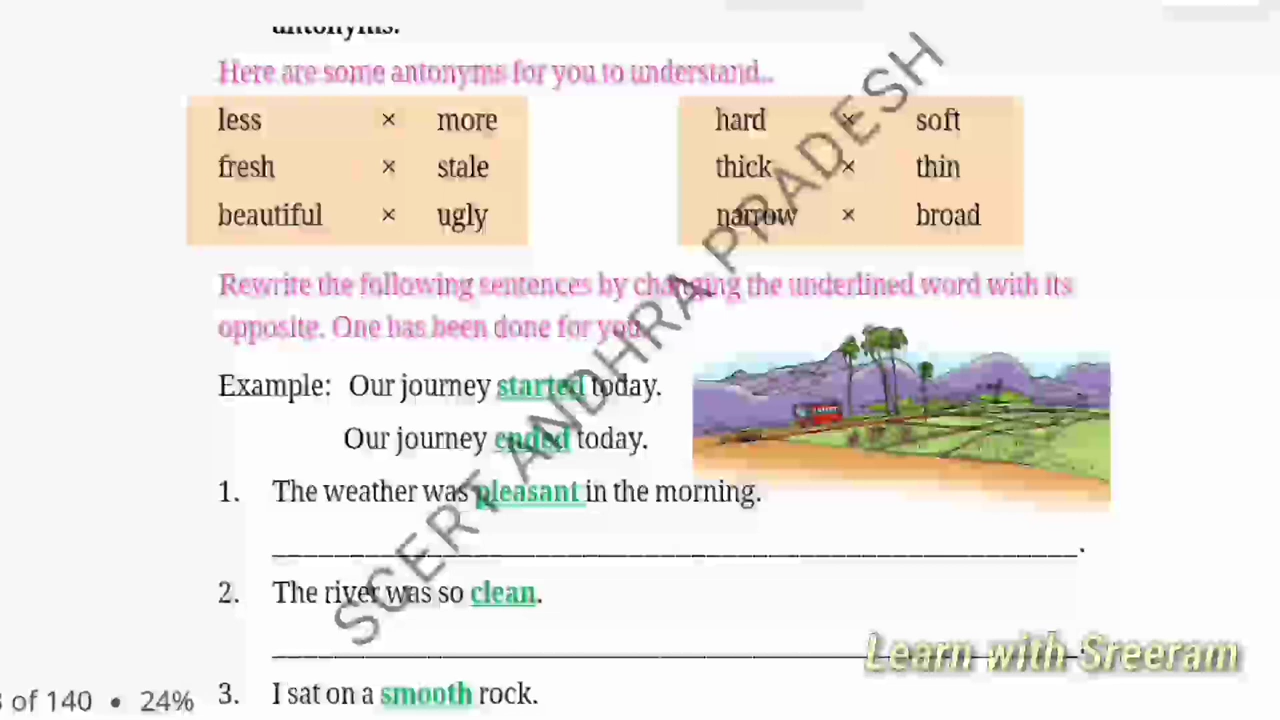 antonyms.
Here are some antonyms for you to understand..
less × more hard × soft
fresh × stale thick × thin
beautiful × ugly narrow × broad
Rewrite the following sentences by changing the underlined word with its
opposite. One has been done for you.
Example: Our journey started today.
Our journey ended today.
1. The weather was pleasant in the morning.
2. The river was so clean.
3. I sat on a smooth rock.
SCERT ANDHRA PRADESH
Learn with Sreeram
of 140 • 24%